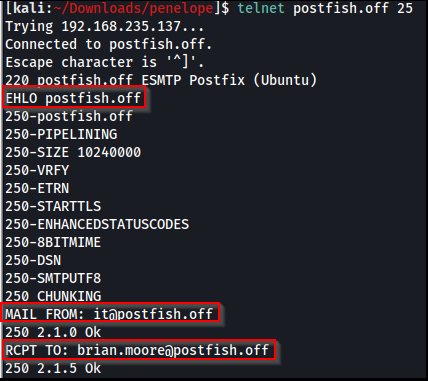 [kali:~/Downloads/penelope]$ telnet postfish.off 25
Trying 192.168.235.137...
Connected to postfish.off.
Escape character is '^]'.
220 postfish.off ESMTP Postfix (Ubuntu)
EHLO postfish.off
250-postfish.off
250-PIPELINING
250-SIZE 10240000
250-VRFY
250-ETRN
250-STARTTLS
250-ENHANCEDSTATUSCODES
250-8BITMIME
250-DSN
250-SMTPUTF8
250 CHUNKING
MAIL FROM: it@postfish.off
250 2.1.0 Ok
RCPT TO: brian.moore@postfish.off
250 2.1.5 Ok